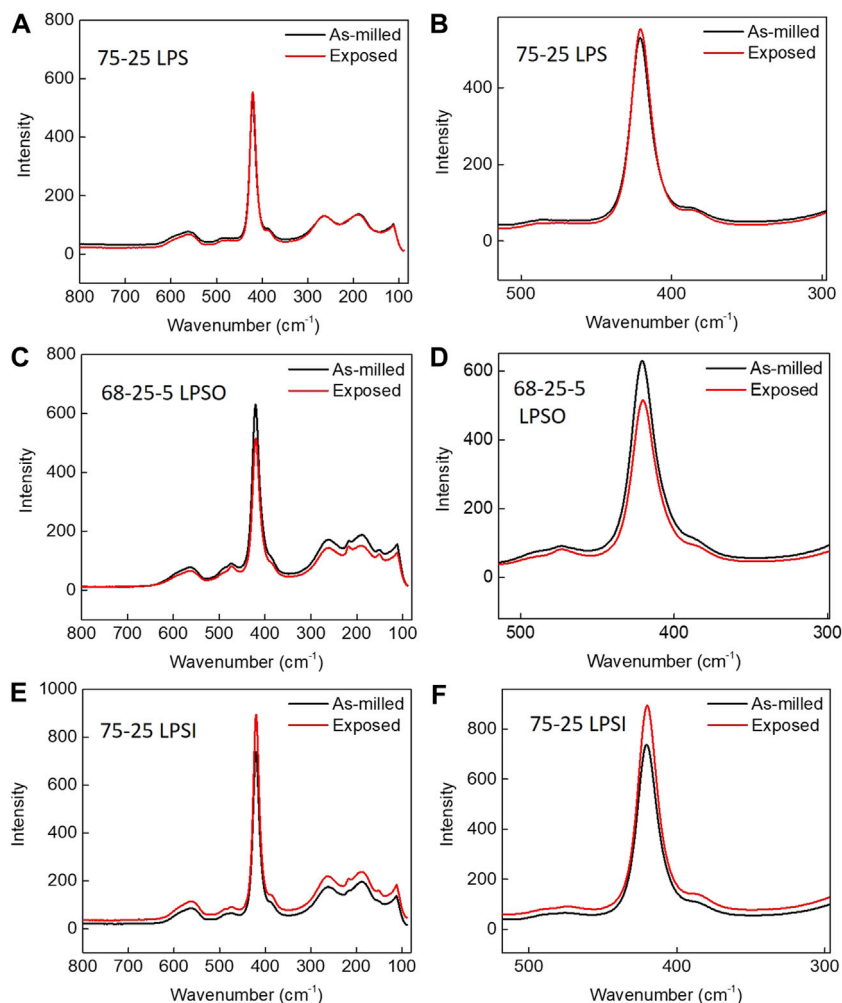 A
800
600
400
200
0
Intensity
75-25 LPS
As-milled
Exposed
800 700 600 500 400 300 200 100
Wavenumber (cm-1)
B
400
200
0
Intensity
75-25 LPS
As-milled
Exposed
500 400 300
Wavenumber (cm-1)
C
800
600
400
200
0
Intensity
68-25-5 LPSO
As-milled
Exposed
800 700 600 500 400 300 200 100
Wavenumber (cm-1)
D
600
400
200
0
Intensity
As-milled
Exposed
68-25-5
LPSO
500 400 300
Wavenumber (cm-1)
E
1000
800
600
400
200
0
Intensity
75-25 LPSI
As-milled
Exposed
800 700 600 500 400 300 200 100
Wavenumber (cm-1)
F
800
600
400
200
0
Intensity
75-25 LPSI
As-milled
Exposed
500 400 300
Wavenumber (cm-1)